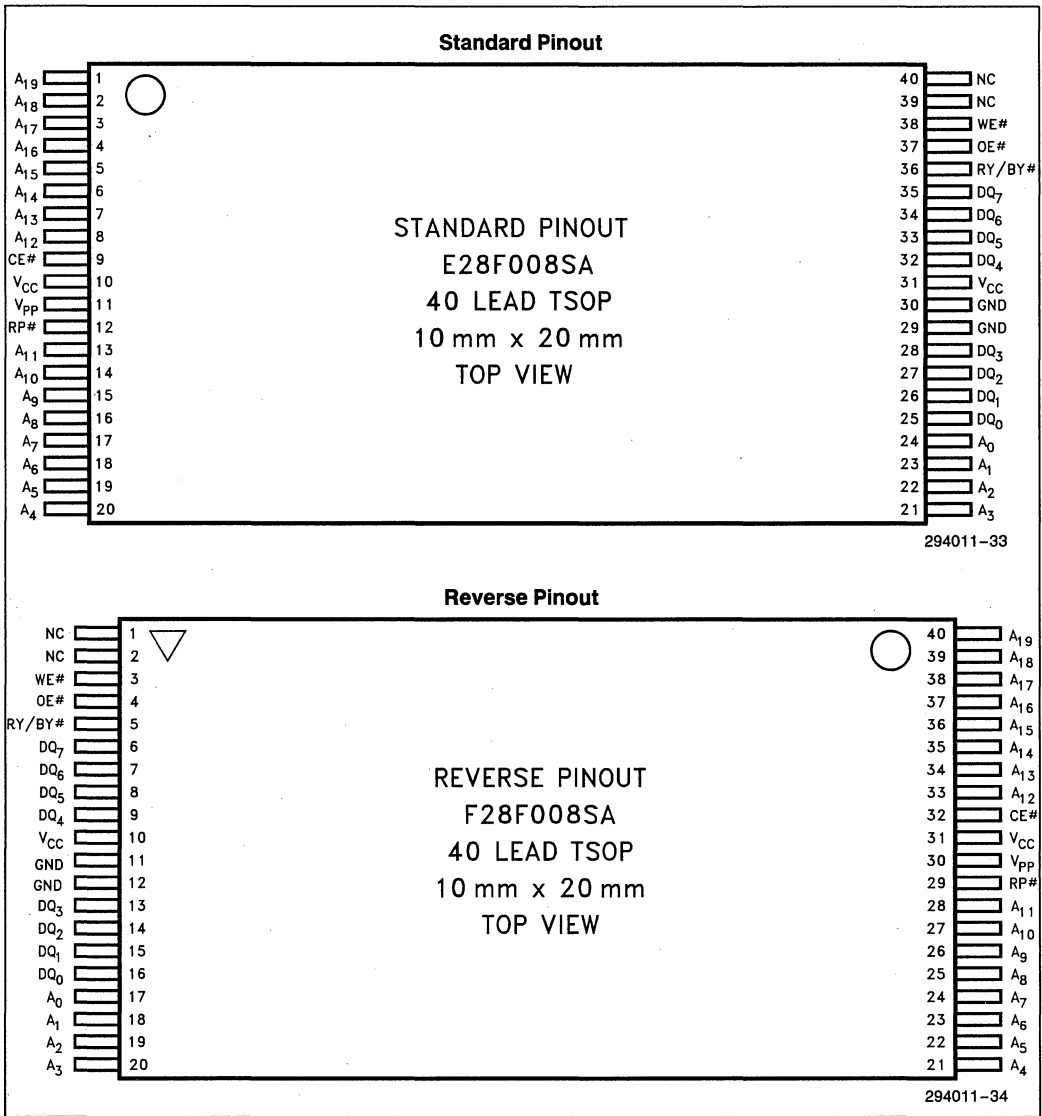 Standard Pinout
A19 1 40 NC
A18 2 39 NC
A17 3 38 WE#
A16 4 37 OE#
A15 5 36 RY/BY#
A14 6 35 DQ7
A13 7 34 DQ6
A12 8 33 DQ5
CE# 9 32 DQ4
VCC 10 31 VCC
VPP 11 30 GND
RP# 12 29 GND
A11 13 28 DQ3
A10 14 27 DQ2
A9 15 26 DQ1
A8 16 25 DQ0
A7 17 24 A0
A6 18 23 A1
A5 19 22 A2
A4 20 21 A3
STANDARD PINOUT
E28F008SA
40 LEAD TSOP
10 mm x 20 mm
TOP VIEW
294011-33
Reverse Pinout
NC 1 40 A19
NC 2 39 A18
WE# 3 38 A17
OE# 4 37 A16
RY/BY# 5 36 A15
DQ7 6 35 A14
DQ6 7 34 A13
DQ5 8 33 A12
DQ4 9 32 CE#
VCC 10 31 VCC
GND 11 30 VPP
GND 12 29 RP#
DQ3 13 28 A11
DQ2 14 27 A10
DQ1 15 26 A9
DQ0 16 25 A8
A0 17 24 A7
A1 18 23 A6
A2 19 22 A5
A3 20 21 A4
REVERSE PINOUT
F28F008SA
40 LEAD TSOP
10 mm x 20 mm
TOP VIEW
294011-34